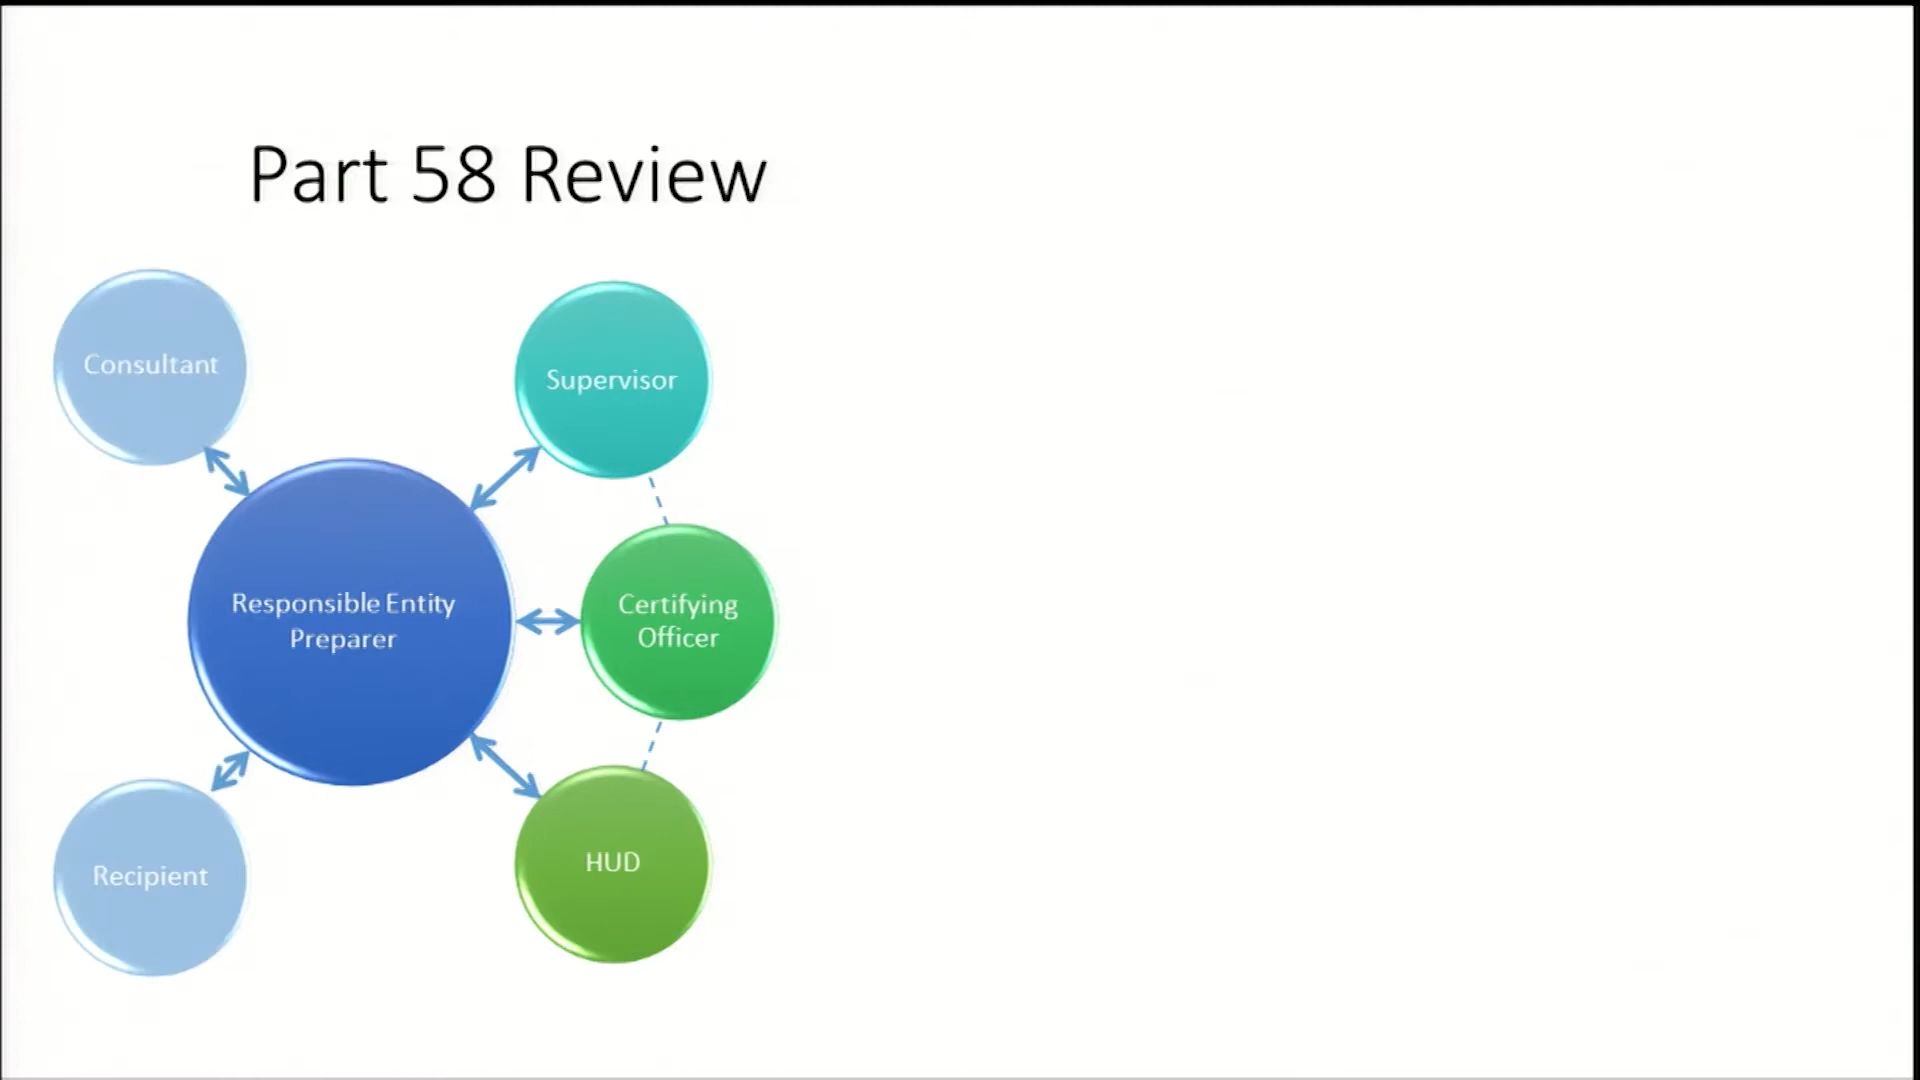 Part 58 Review
Consultant
Supervisor
Responsible Entity
Preparer
Certifying
Officer
Recipient
HUD